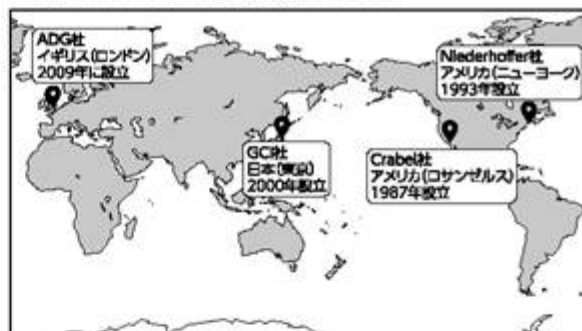 ADG社
イギリス(ロンドン)
2009年に設立
Niederhoffer社
アメリカ(ニューヨーク)
1993年設立
GCI社
日本(東京)
2000年設立
Crabel社
アメリカ(ロサンゼルス)
1987年設立